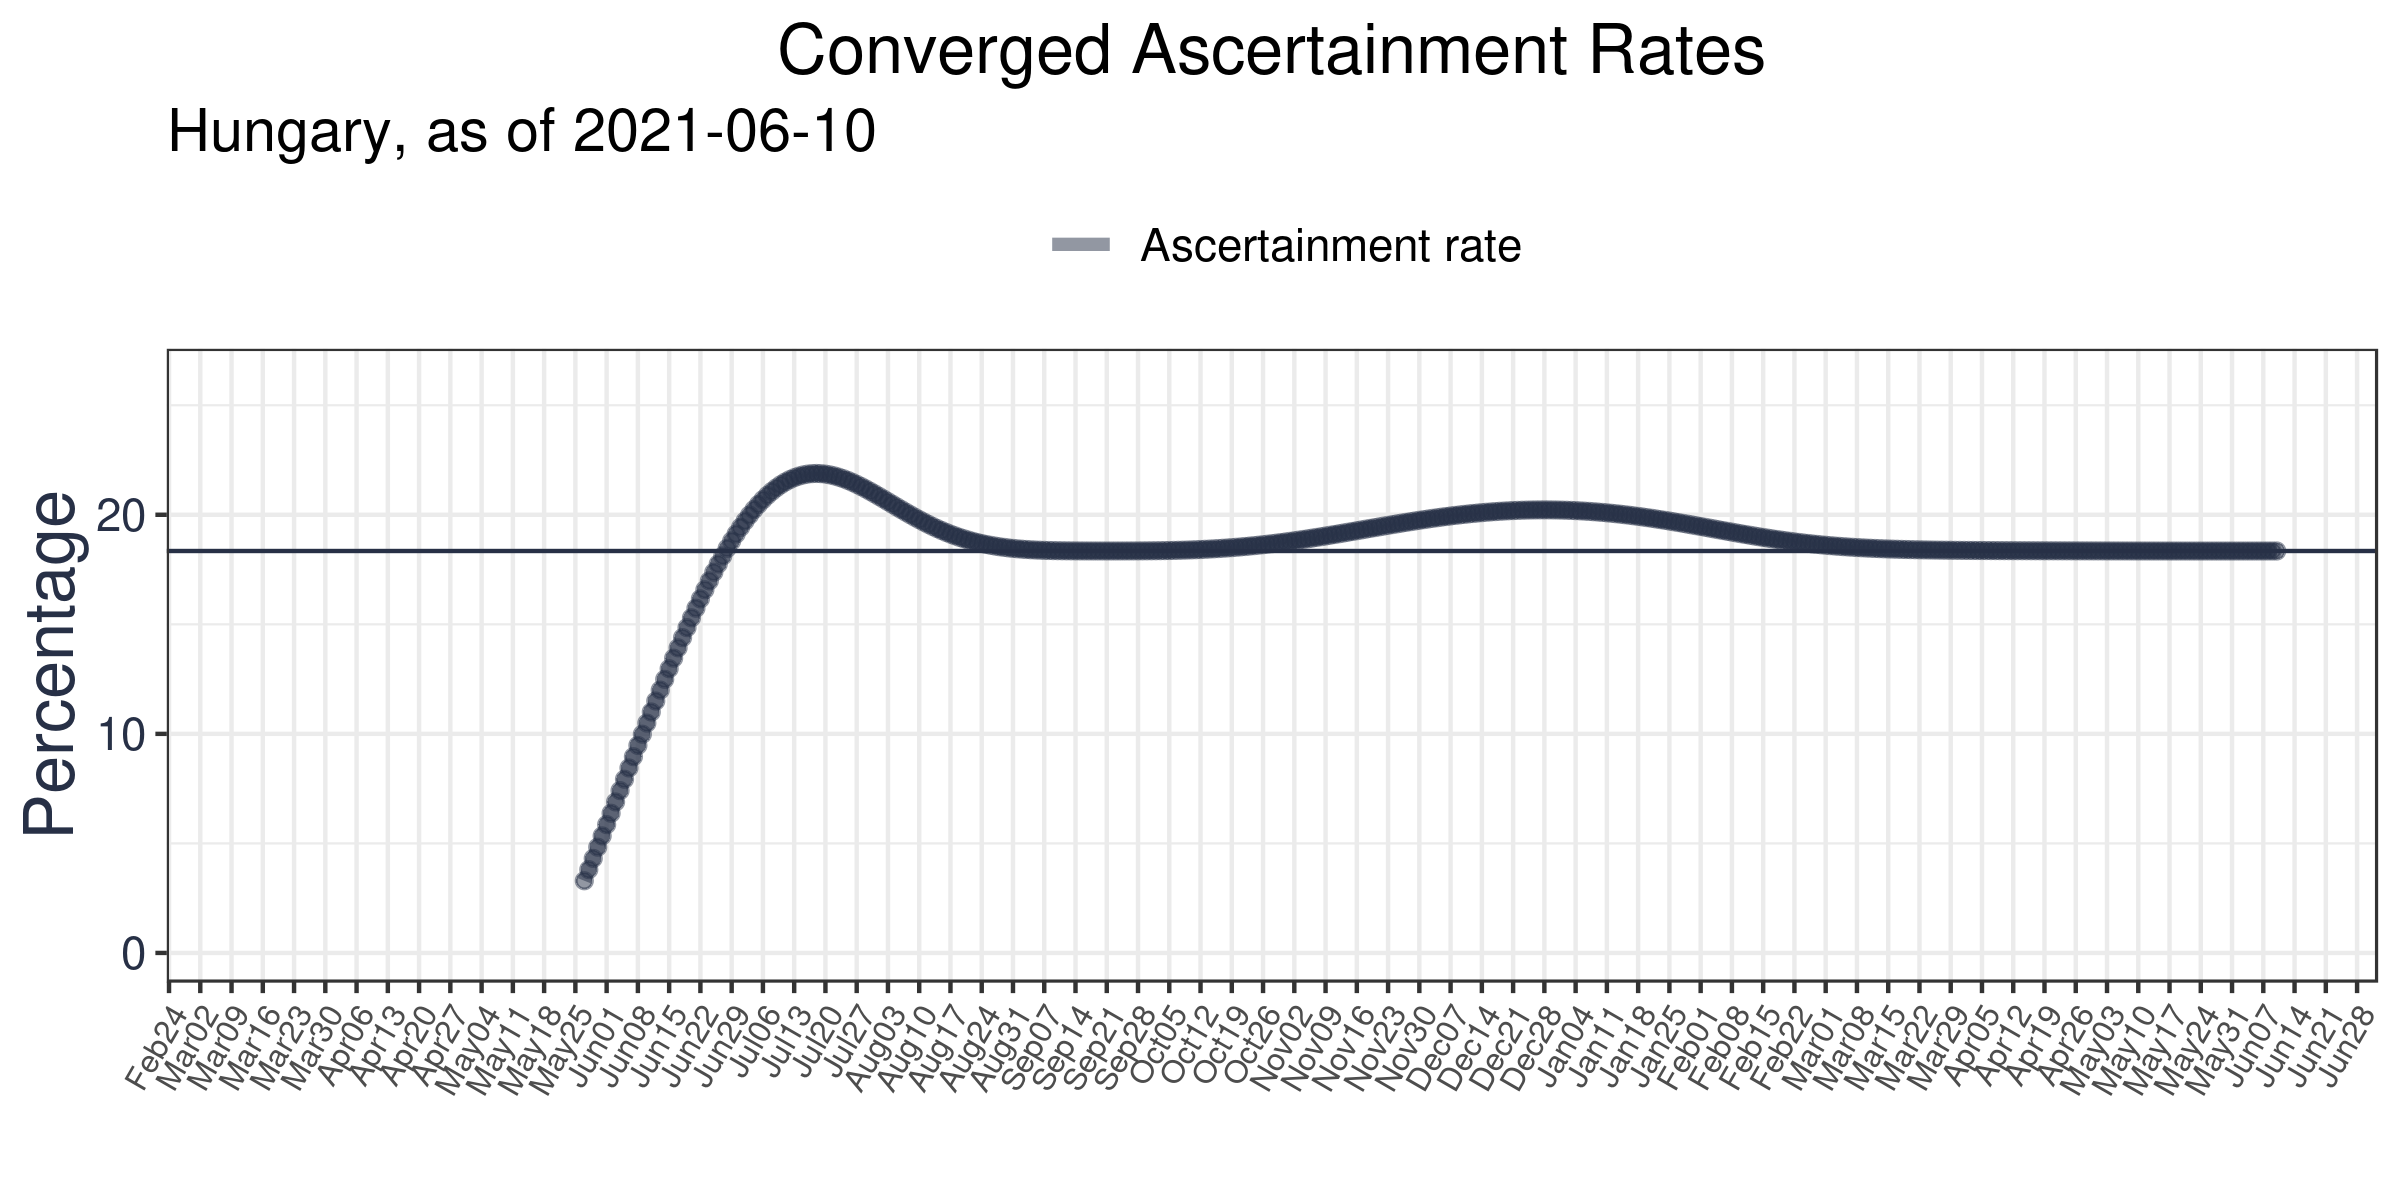 Converged Ascertainment Rates
Hungary, as of 2021-06-10
Ascertainment rate
Percentage
20
10
0
Feb24
Mar02
Mar09
Mar16
Mar23
Mar30
Apr06
Apr13
Apr20
Apr27
May04
May11
May18
May25
Jun01
Jun08
Jun15
Jun22
Jun29
Jul06
Jul13
Jul20
Jul27
Aug03
Aug10
Aug17
Aug24
Aug31
Sep07
Sep14
Sep21
Sep28
Oct05
Oct12
Oct19
Oct26
Nov02
Nov09
Nov16
Nov23
Nov30
Dec07
Dec14
Dec21
Dec28
Jan04
Jan11
Jan18
Jan25
Feb01
Feb08
Feb15
Feb22
Mar01
Mar08
Mar15
Mar22
Mar29
Apr05
Apr12
Apr19
Apr26
May03
May10
May17
May24
May31
Jun07
Jun14
Jun21
Jun28